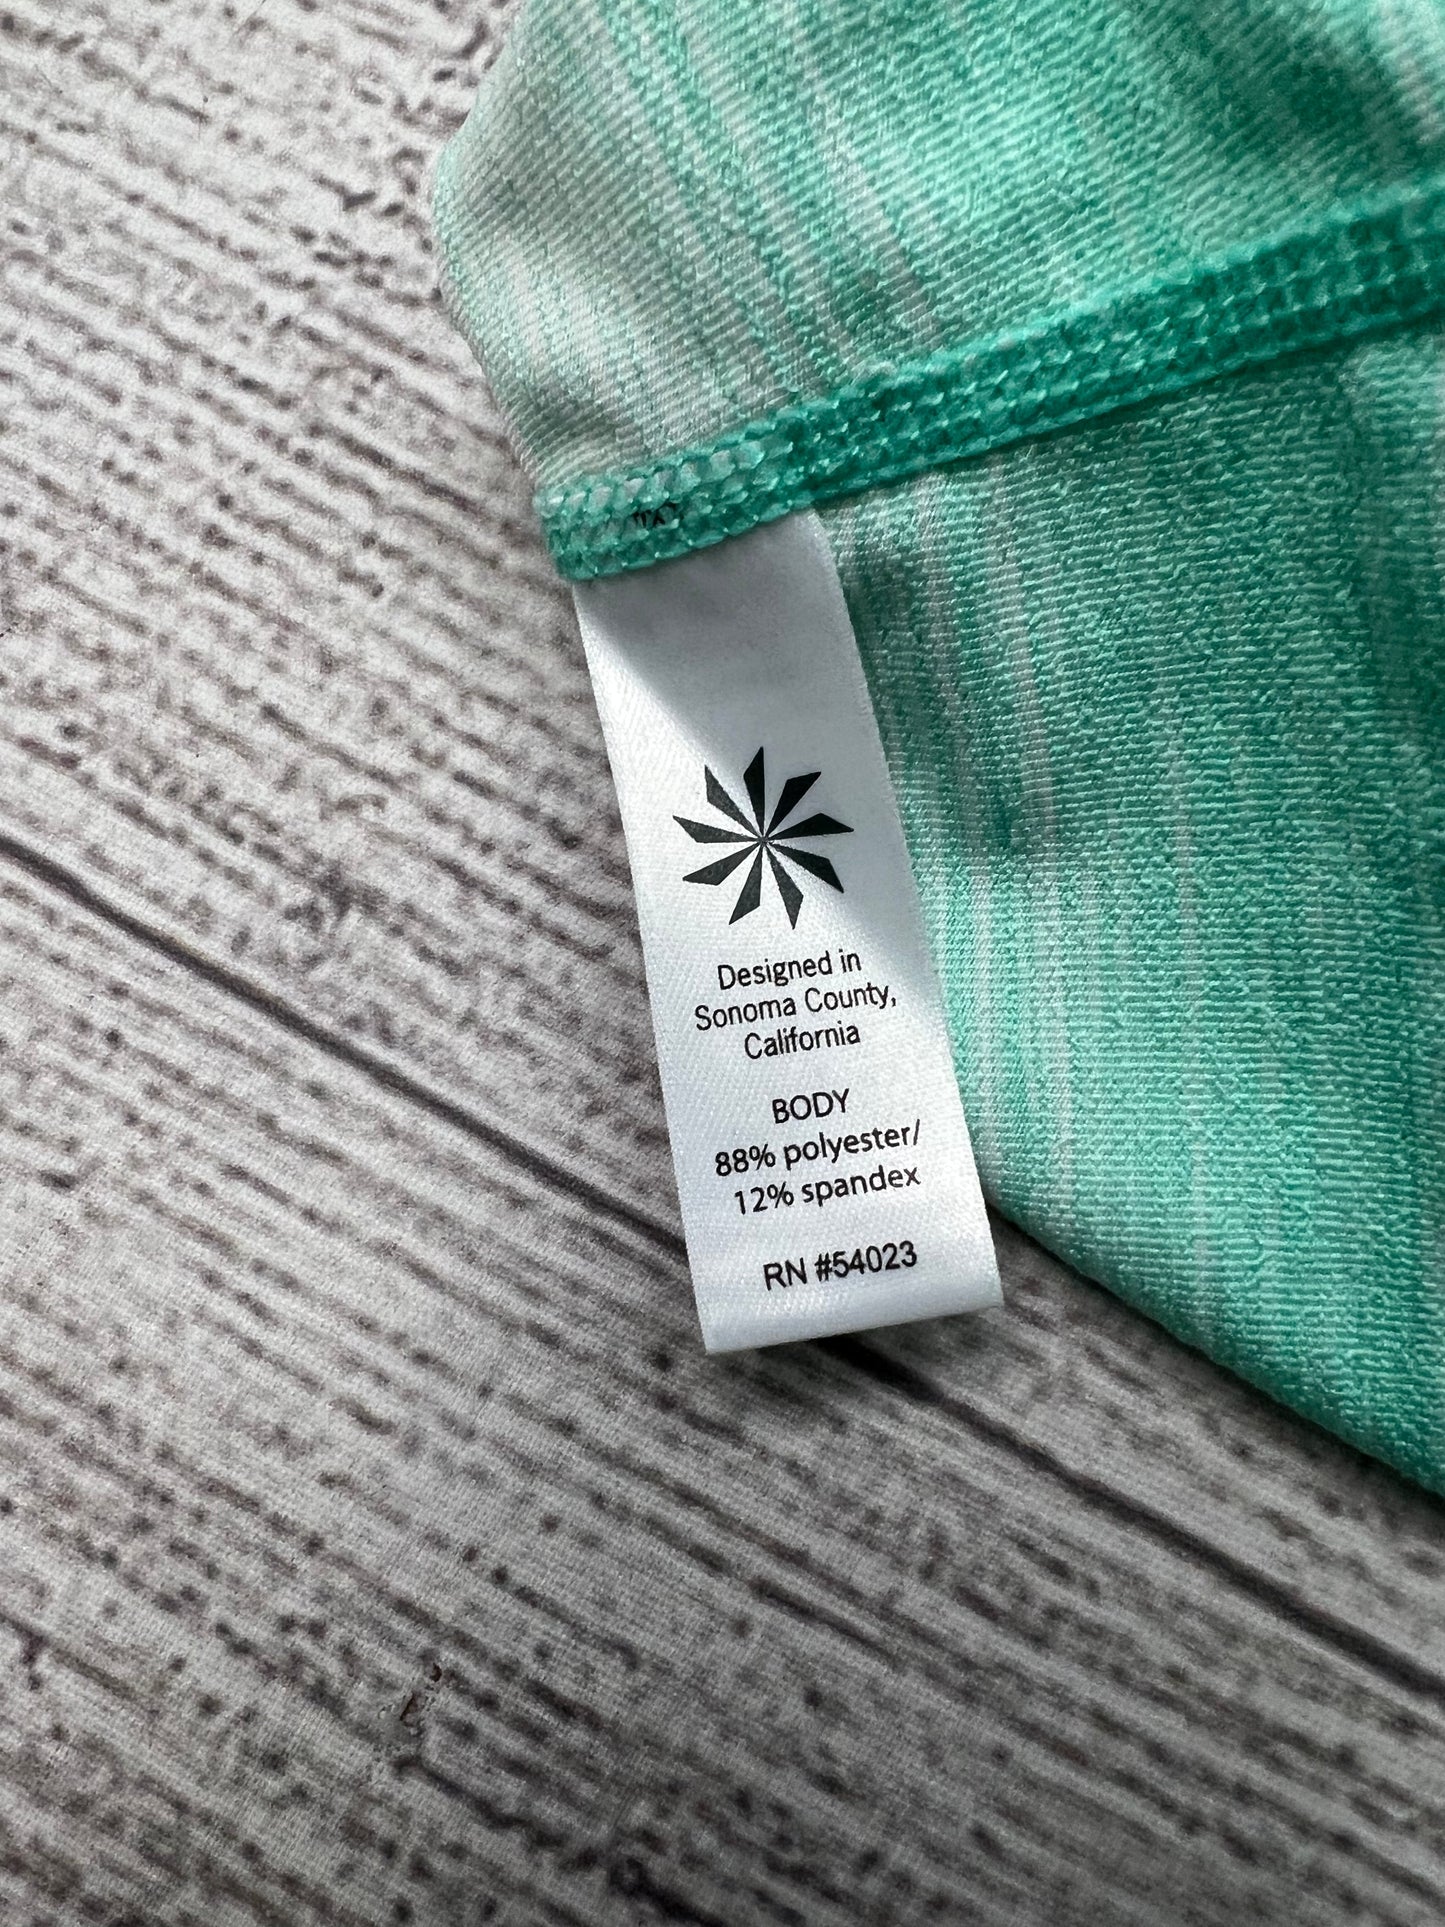 Designed in
Sonoma County,
California
BODY
88% polyester/
12% spandex
RN #54023